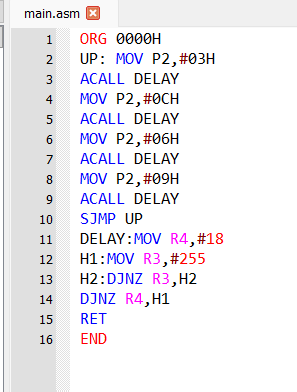 main.asm
1 ORG 0000H
2 UP: MOV P2,#03H
3 ACALL DELAY
4 MOV P2,#0CH
5 ACALL DELAY
6 MOV P2,#06H
7 ACALL DELAY
8 MOV P2,#09H
9 ACALL DELAY
10 SJMP UP
11 DELAY:MOV R4,#18
12 H1:MOV R3,#255
13 H2:DJNZ R3,H2
14 DJNZ R4,H1
15 RET
16 END